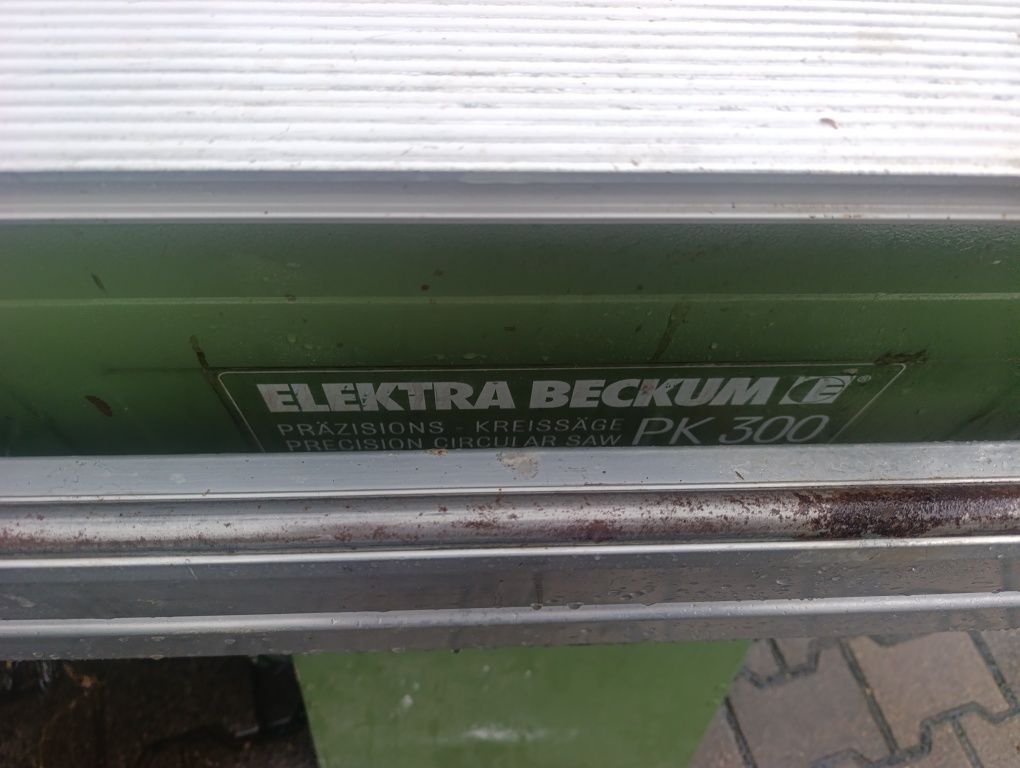 ELEKTRA BECKUM E®
PRÄZISIONS - KREISSÄGE
PRECISION CIRCULAR SAW PK 300